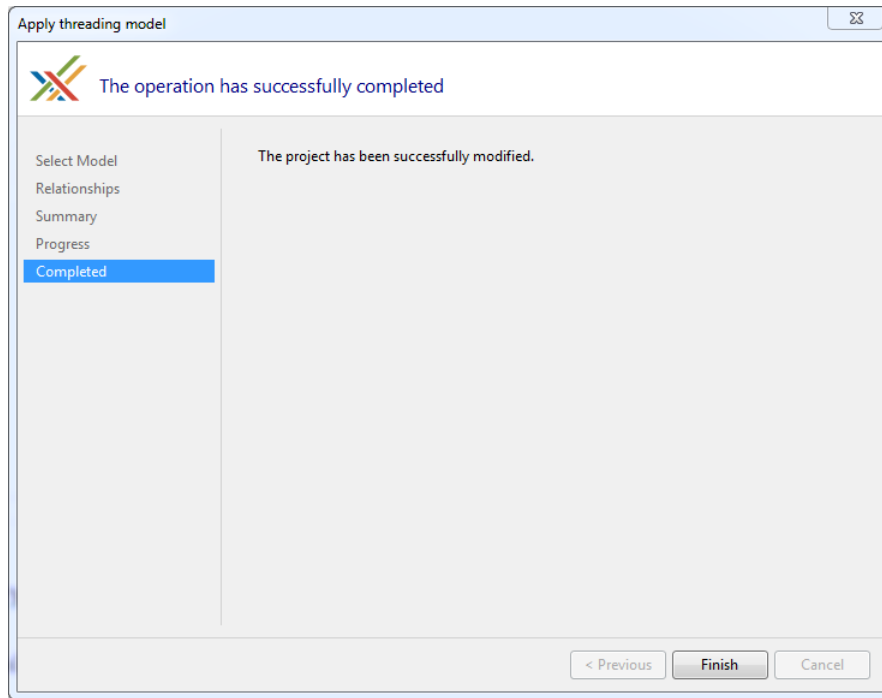 Apply threading model
The operation has successfully completed
Select Model
Relationships
Summary
Progress
Completed
The project has been successfully modified.
< Previous
Finish
Cancel